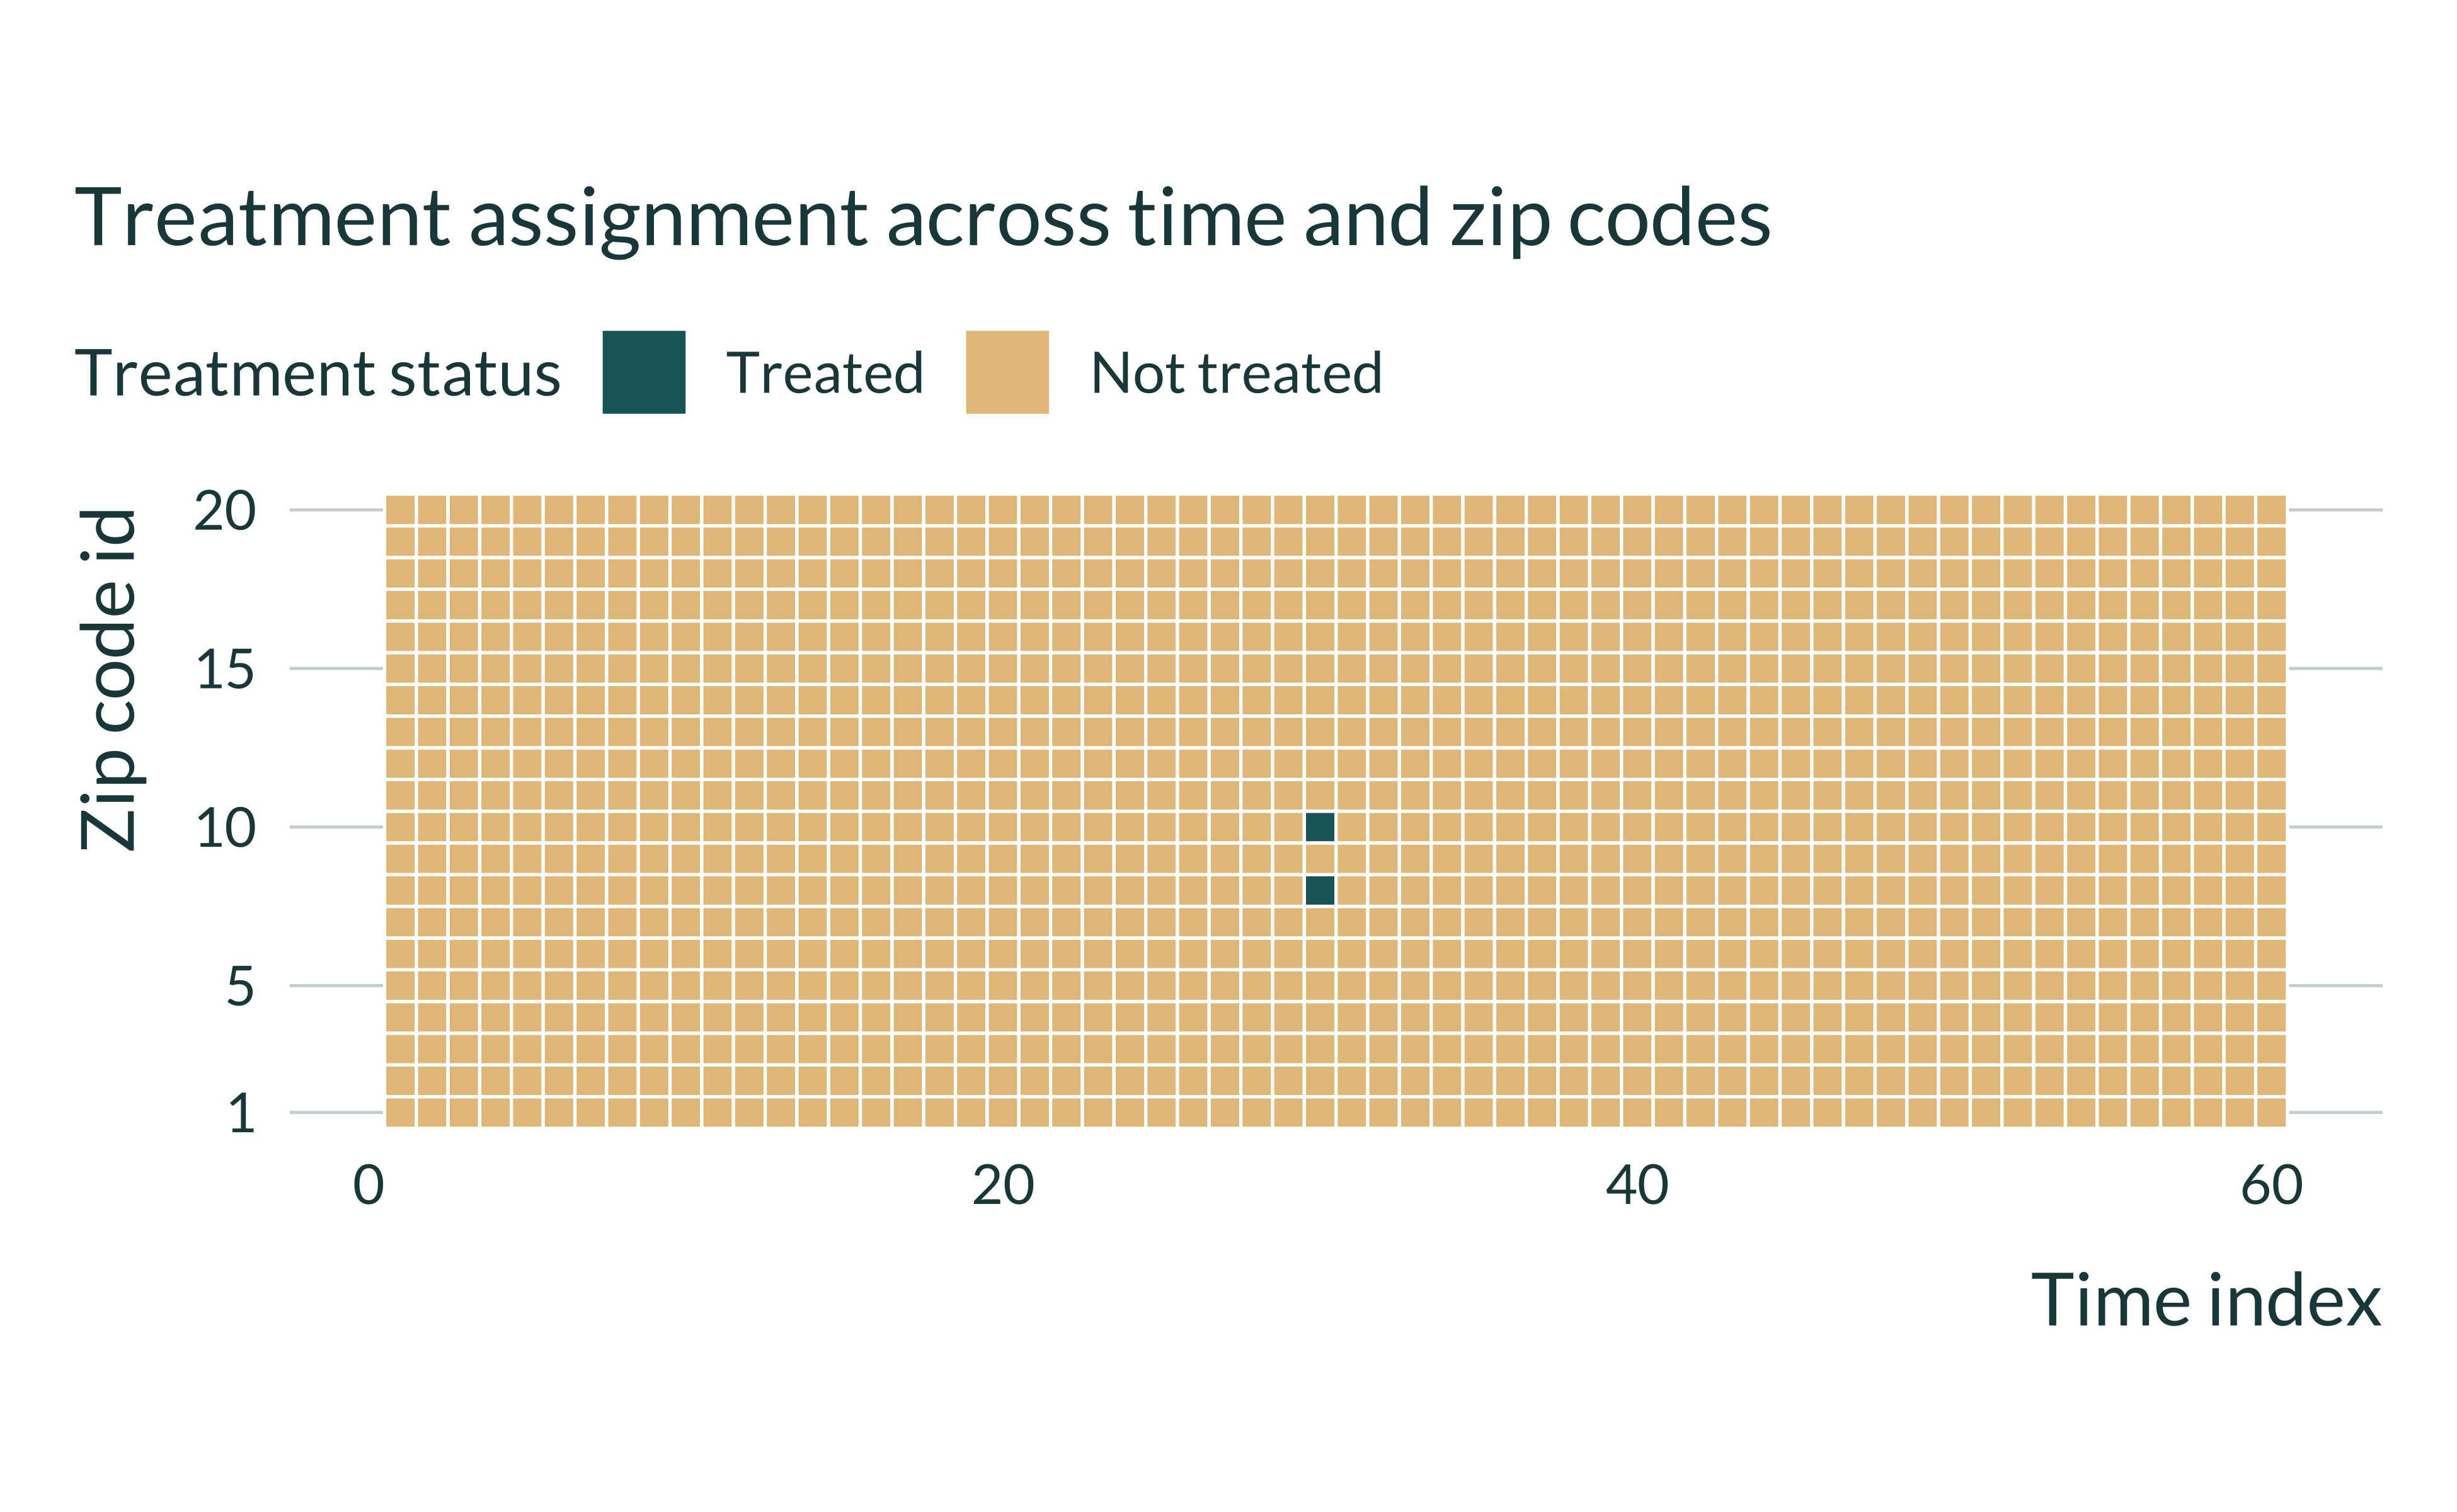 Treatment assignment across time and zip codes
Treatment status Treated Not treated
Zip code id
20
15
10
5
1
0 20 40 60
Time index